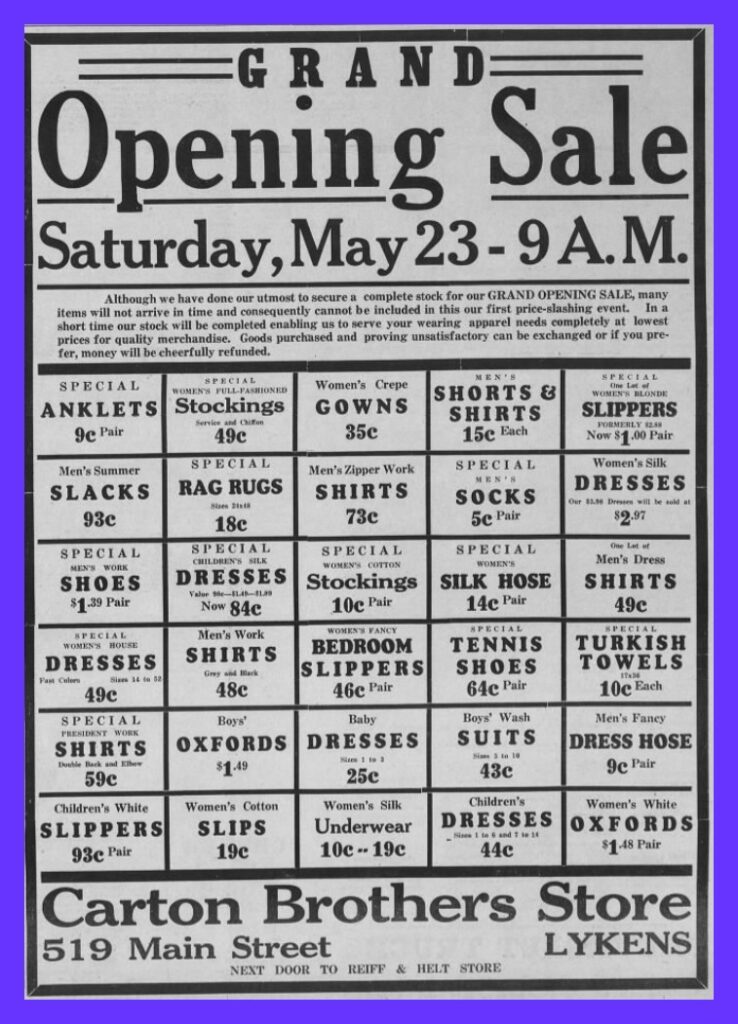 GRAND
Opening Sale
Saturday, May 23 - 9 A. M.
Although we have done our utmost to secure a complete stock for our GRAND OPENING SALE, many
items will not arrive in time and consequently cannot be included in this our first price-slashing event. In a
short time our stock will be completed enabling us to serve your wearing apparel needs completely at lowest
prices for quality merchandise. Goods purchased and proving unsatisfactory can be exchanged or if you pre-
fer, money will be cheerfully refunded.
SPECIAL
ANKLETS
9c Pair
SPECIAL
WOMEN'S FULL-FASHIONED
Stockings
Service and Chiffon
49c
Women's Crepe
GOWNS
35c
MEN'S
SHORTS &
SHIRTS
15c Each
SPECIAL
One Lot of
WOMEN'S BLONDE
SLIPPERS
FORMERLY
Now $1.00 Pair
Men's Summer
SLACKS
93c
SPECIAL
RAG RUGS
Sizes 24x48
18c
Men's Zipper Work
SHIRTS
73c
SPECIAL
MEN'S
SOCKS
5c Pair
Women's Silk
DRESSES
Our Dresses will be sold at
$2.97
SPECIAL
MEN'S WORK
SHOES
$1.39 Pair
SPECIAL
CHILDREN'S SILK
DRESSES
Value
Now 84c
SPECIAL
WOMEN'S COTTON
Stockings
10c Pair
SPECIAL
WOMEN'S
SILK HOSE
14c Pair
One Lot of
Men's Dress
SHIRTS
49c
SPECIAL
WOMEN'S HOUSE
DRESSES
Fast Colors Sizes 14 to 52
49c
Men's Work
SHIRTS
Grey and Black
48c
WOMEN'S FANCY
BEDROOM
SLIPPERS
46c Pair
SPECIAL
TENNIS
SHOES
64c Pair
SPECIAL
TURKISH
TOWELS
10c Each
SPECIAL
PRESIDENT WORK
SHIRTS
Double Back and Elbow
59c
Boys'
OXFORDS
$1.49
Baby
DRESSES
Sizes 1 to 3
25c
Boys' Wash
SUITS
Sizes 3 to 10
43c
Men's Fancy
DRESS HOSE
9c Pair
Children's White
SLIPPERS
93c Pair
Women's Cotton
SLIPS
19c
Women's Silk
Underwear
10c -- 19c
Children's
DRESSES
Sizes 1 to 6 and 7 to 14
44c
Women's White
OXFORDS
$1.48 Pair
Carton Brothers Store
519 Main Street LYKENS
NEXT DOOR TO REIFF & HELT STORE